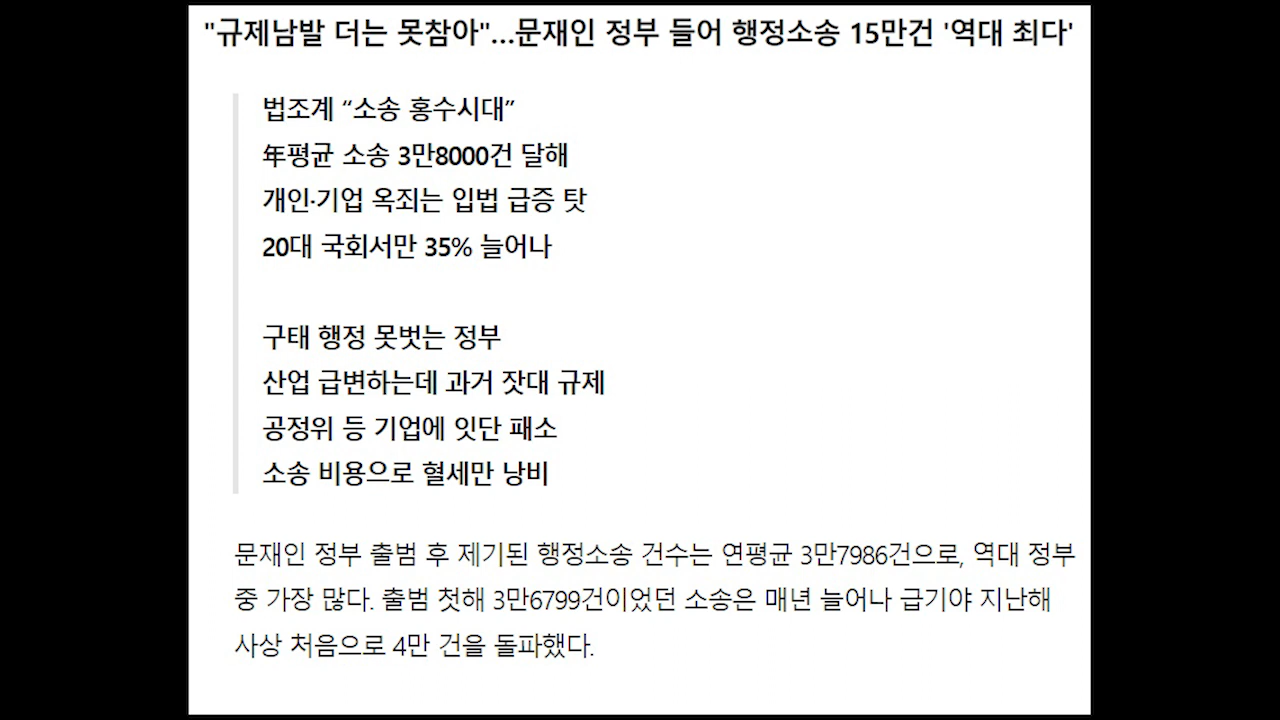 "규제남발 더는 못참아"...문재인 정부 들어 행정소송 15만건 '역대 최다'
법조계 “소송 홍수시대”
年평균 소송 3만8000건 달해
개인·기업 옥죄는 입법 급증 탓
20대 국회서만 35% 늘어나
구태 행정 못벗는 정부
산업 급변하는데 과거 잣대 규제
공정위 등 기업에 잇단 패소
소송 비용으로 혈세만 낭비
문재인 정부 출범 후 제기된 행정소송 건수는 연평균 3만7986건으로, 역대 정부
중 가장 많다. 출범 첫해 3만6799건이었던 소송은 매년 늘어나 급기야 지난해
사상 처음으로 4만 건을 돌파했다.